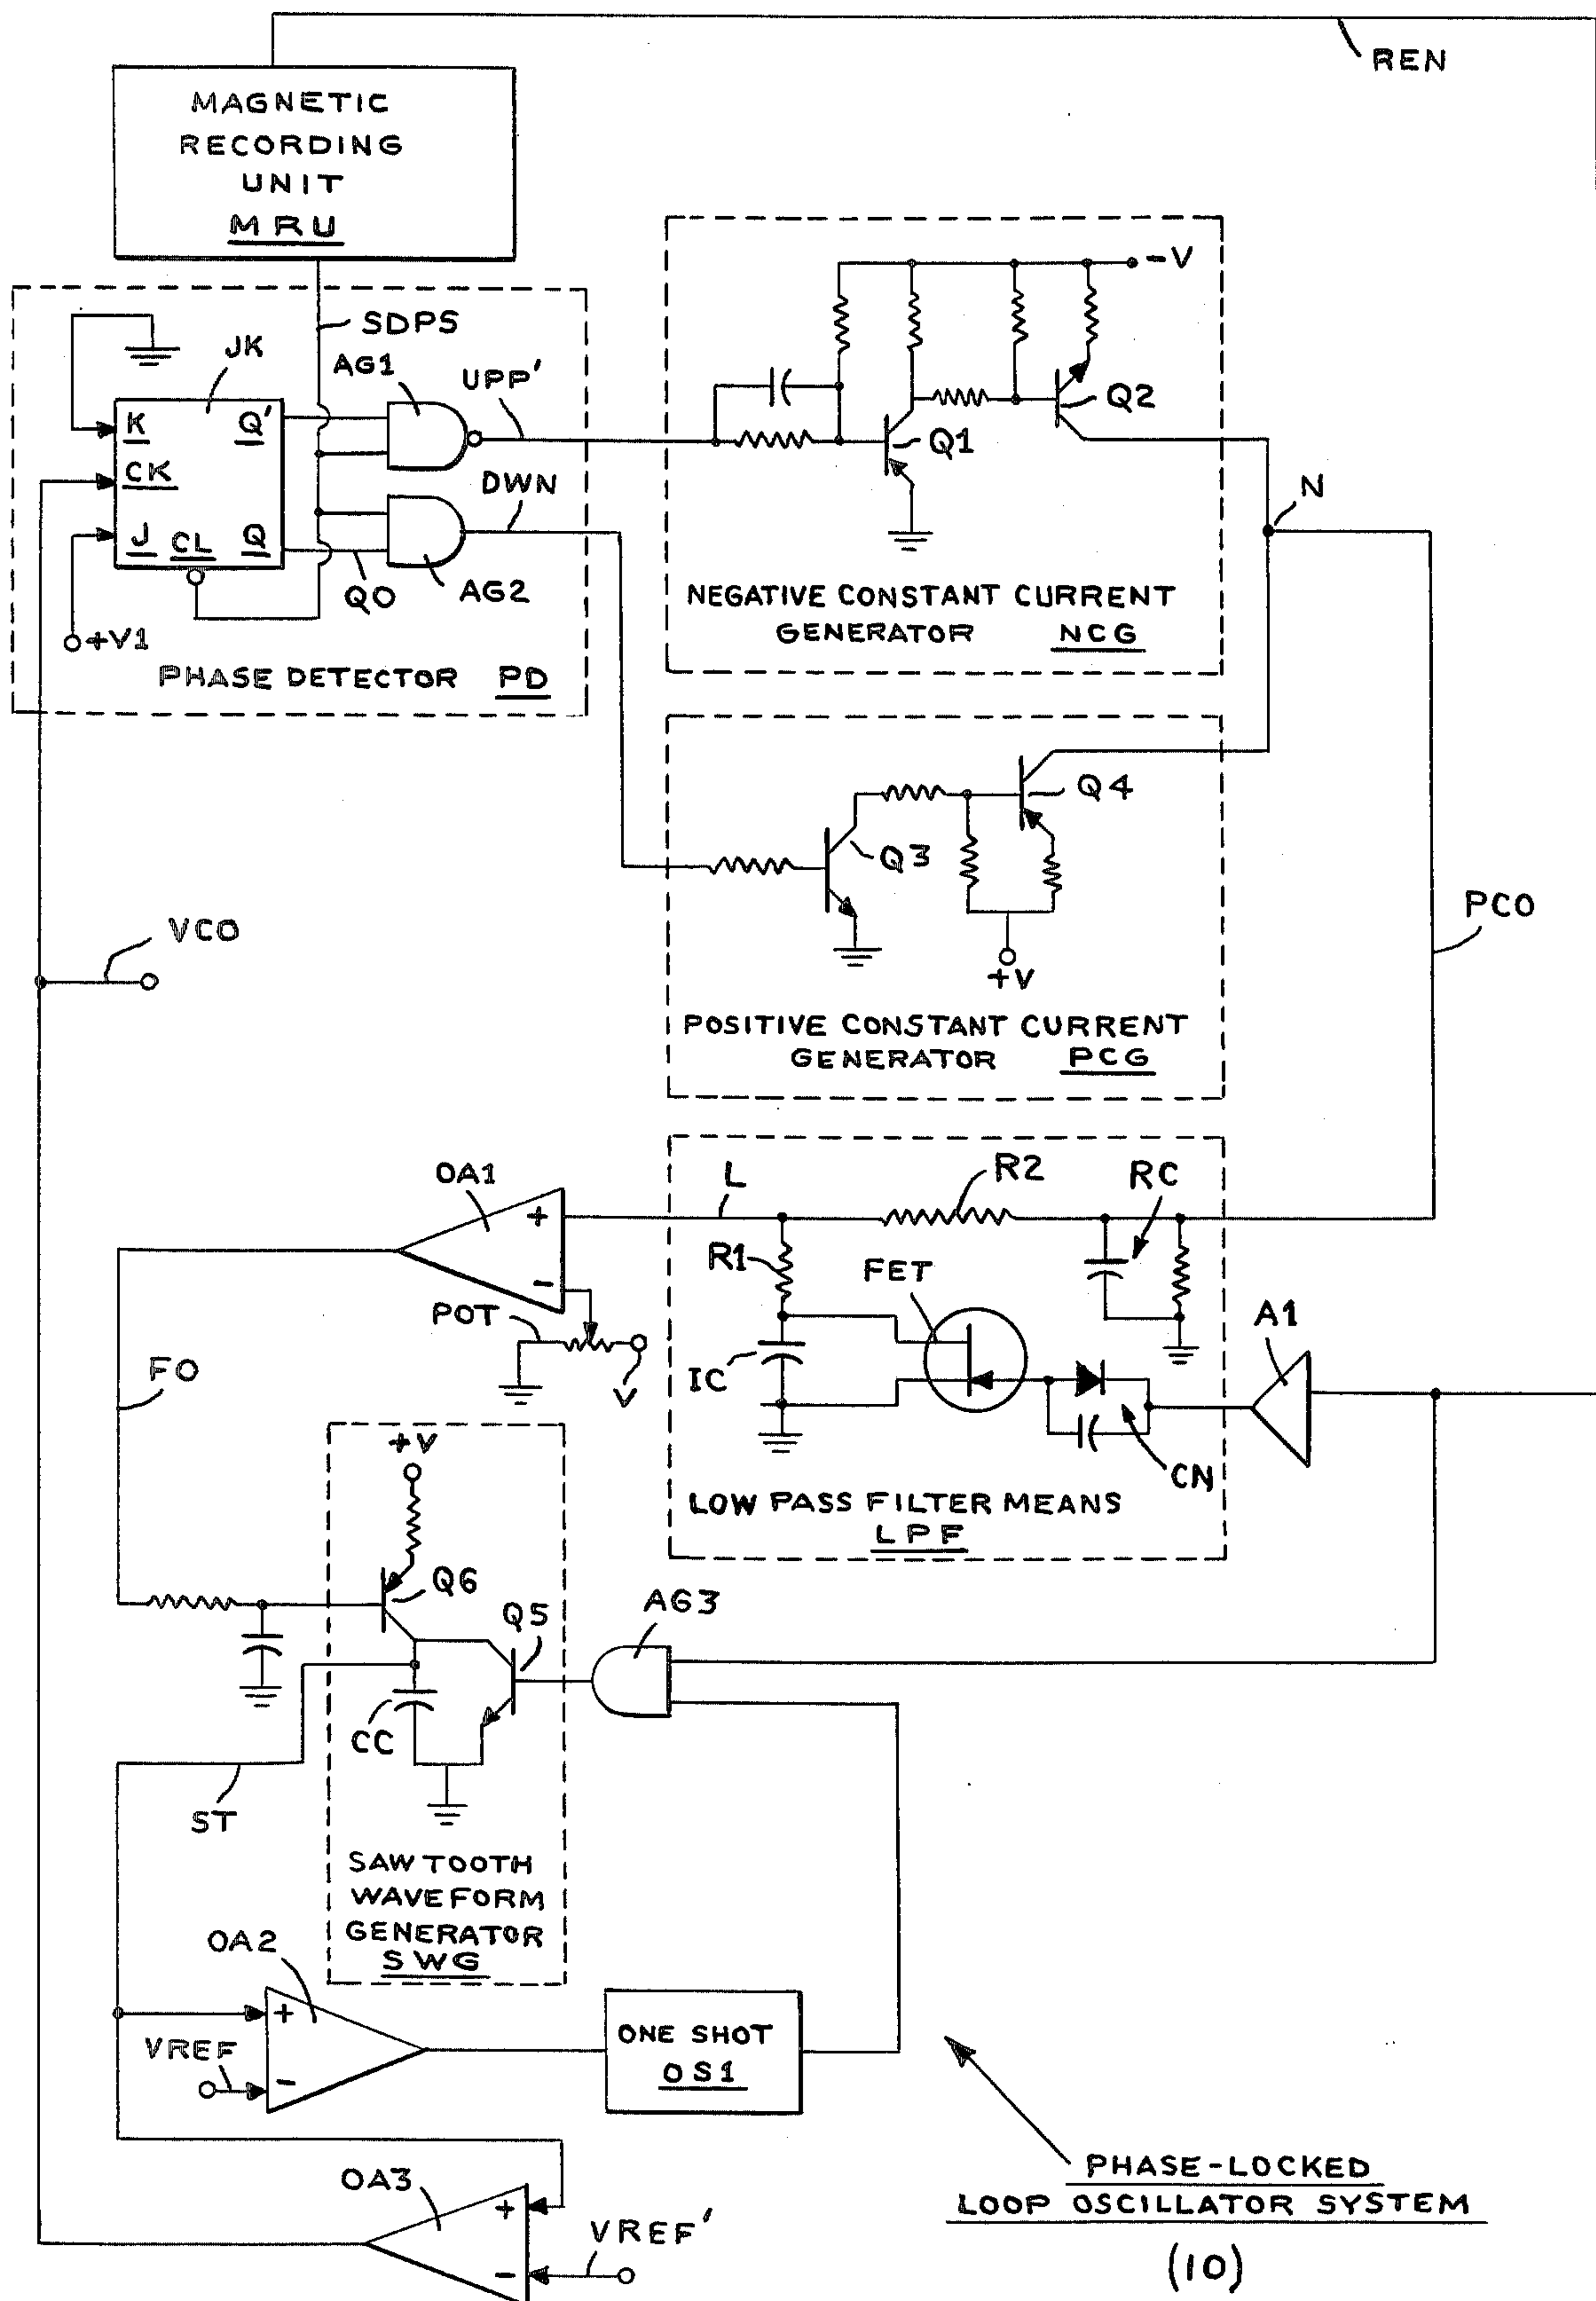 REN
MAGNETIC
RECORDING
UNIT
MRU
-V
SDPS
JK
AG1
UPP'
K
Q'
CK
J
CL
Q
Q1
Q2
DWN
N
QO
AG2
+V1
PHASE DETECTOR PD
NEGATIVE CONSTANT CURRENT
GENERATOR NCG
Q4
Q3
PCO
VCO
+V
POSITIVE CONSTANT CURRENT
GENERATOR PCG
OA1
L
R2
RC
+
-
R1
FET
A1
POT
V
IC
FO
CN
+V
LOW PASS FILTER MEANS
LPF
Q6
Q5
AG3
CC
ST
SAW TOOTH
WAVEFORM
GENERATOR
SWG
OA2
+
VREF
-
ONE SHOT
OS1
OA3
+
VREF'
-
PHASE-LOCKED
LOOP OSCILLATOR SYSTEM
(10)